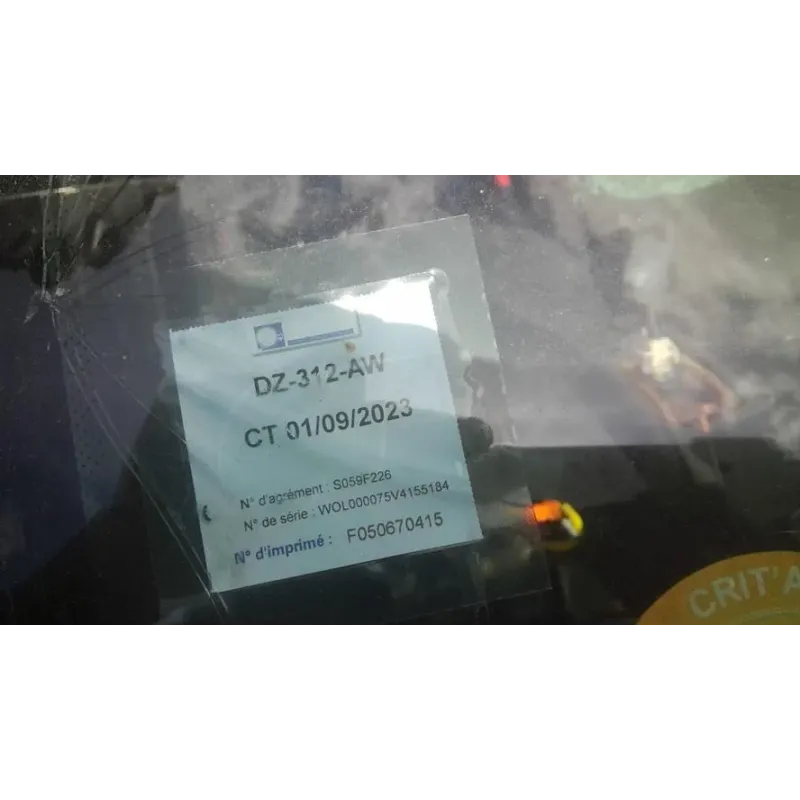 DZ-312-AW
CT 01/09/2023
N° d'agrément : S059F226
N° de série : WOL000075V4155184
N° d'imprimé : F050670415
CRIT'A